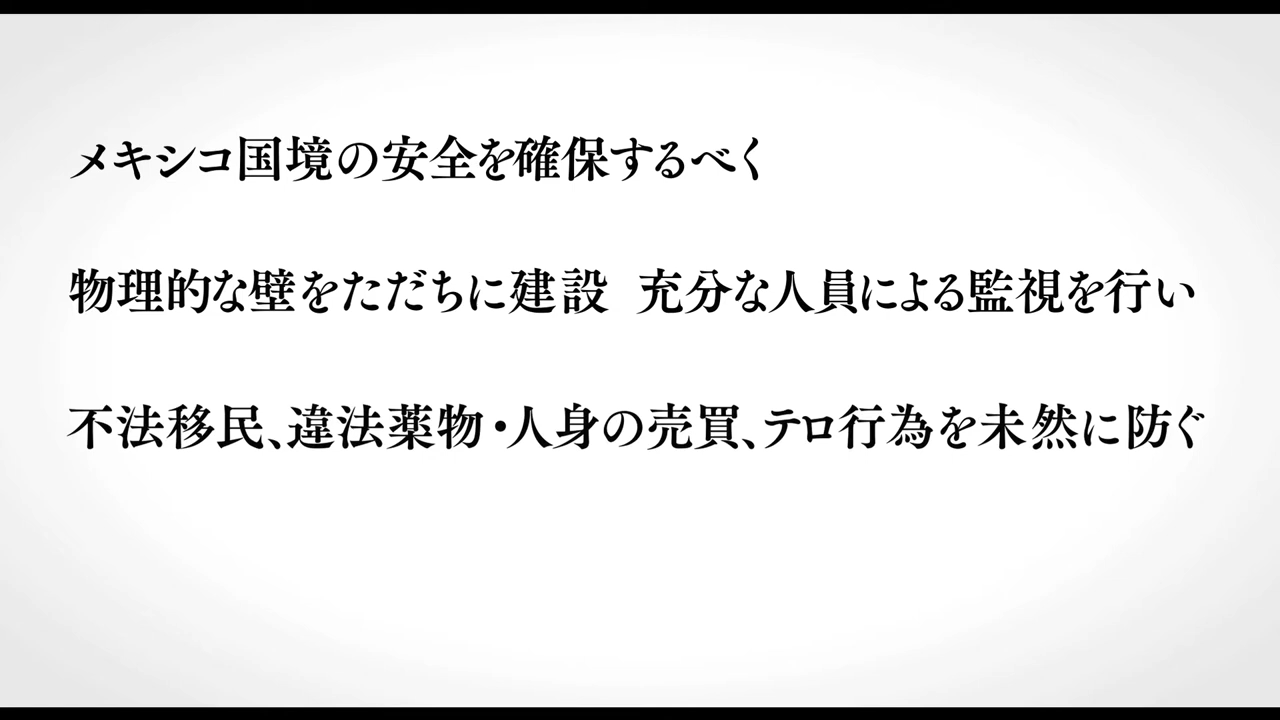 メキシコ国境の安全を確保するべく
物理的な壁をただちに建設　充分な人員による監視を行い
不法移民、違法薬物・人身の売買、テロ行為を未然に防ぐ